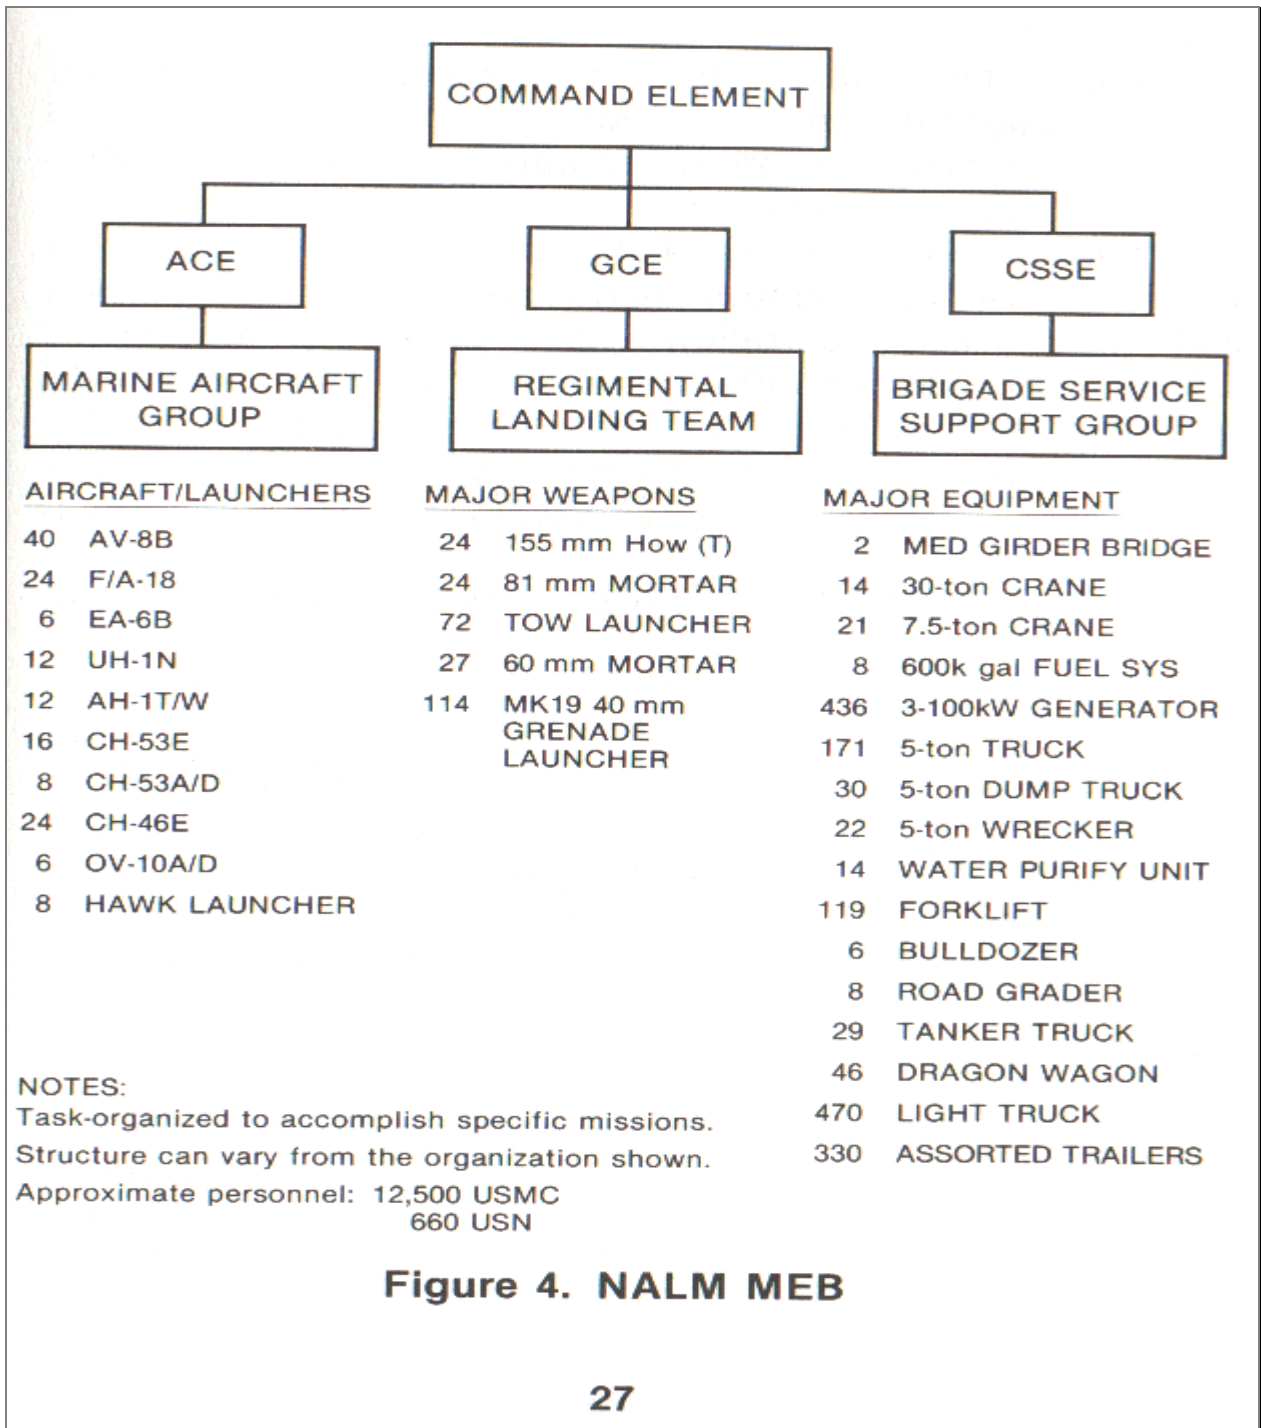 COMMAND ELEMENT
ACE
GCE
CSSE
MARINE AIRCRAFT
GROUP
REGIMENTAL
LANDING TEAM
BRIGADE SERVICE
SUPPORT GROUP
AIRCRAFT/LAUNCHERS
40 AV-8B
24 F/A-18
6 EA-6B
12 UH-1N
12 AH-1T/W
16 CH-53E
8 CH-53A/D
24 CH-46E
6 OV-10A/D
8 HAWK LAUNCHER
MAJOR WEAPONS
24 155 mm How (T)
24 81 mm MORTAR
72 TOW LAUNCHER
27 60 mm MORTAR
114 MK19 40 mm
GRENADE
LAUNCHER
MAJOR EQUIPMENT
2 MED GIRDER BRIDGE
14 30-ton CRANE
21 7.5-ton CRANE
8 600k gal FUEL SYS
436 3-100kW GENERATOR
171 5-ton TRUCK
30 5-ton DUMP TRUCK
22 5-ton WRECKER
14 WATER PURIFY UNIT
119 FORKLIFT
6 BULLDOZER
8 ROAD GRADER
29 TANKER TRUCK
46 DRAGON WAGON
470 LIGHT TRUCK
330 ASSORTED TRAILERS
NOTES:
Task-organized to accomplish specific missions.
Structure can vary from the organization shown.
Approximate personnel: 12,500 USMC
660 USN
Figure 4. NALM MEB
27